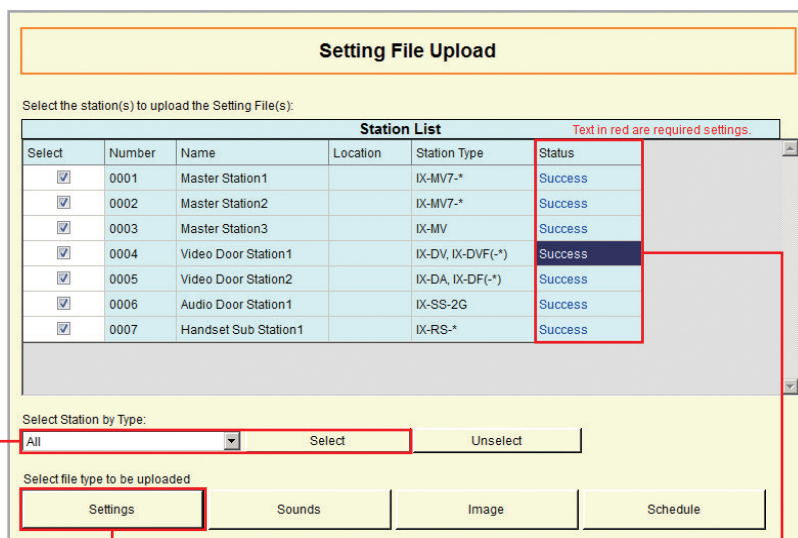 Setting File Upload
Select the station(s) to upload the Setting File(s):
Station List Text in red are required settings.
Select Number Name Location Station Type Status
0001 Master Station1 IX-MV7-* Success
0002 Master Station2 IX-MV7-* Success
0003 Master Station3 IX-MV Success
0004 Video Door Station1 IX-DV, IX-DVF(-*) Success
0005 Video Door Station2 IX-DA, IX-DF(-*) Success
0006 Audio Door Station1 IX-SS-2G Success
0007 Handset Sub Station1 IX-RS-* Success
Select Station by Type:
All Select Unselect
Select file type to be uploaded
Settings Sounds Image Schedule